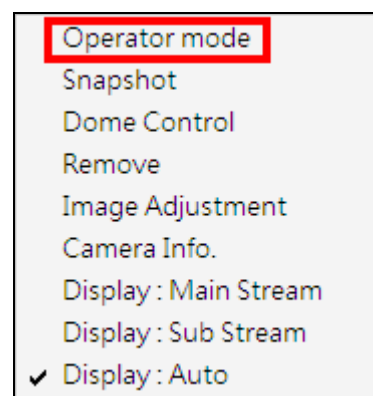 Operator mode
Snapshot
Dome Control
Remove
Image Adjustment
Camera Info.
Display : Main Stream
Display : Sub Stream
Display : Auto